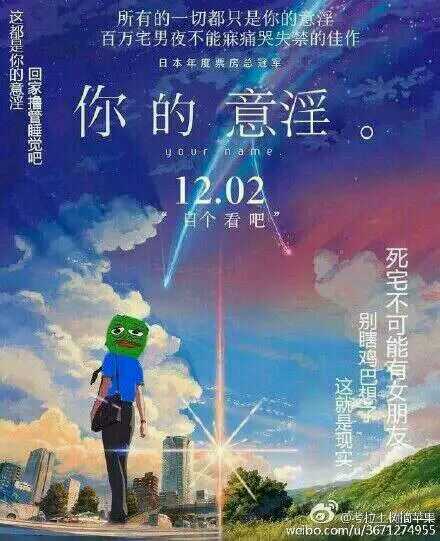 所有的一切都只是你的意淫
百万宅男夜不能寐痛哭失禁的佳作
日本年度票房总冠军
你的意淫。
your name.
12.02
“自个看吧”
这都是你的意淫
回家撸管睡觉吧
死宅不可能有女朋友
别瞎鸡巴想了
这就是现实
@考拉上树摘苹果
weibo.com/u/3671274955